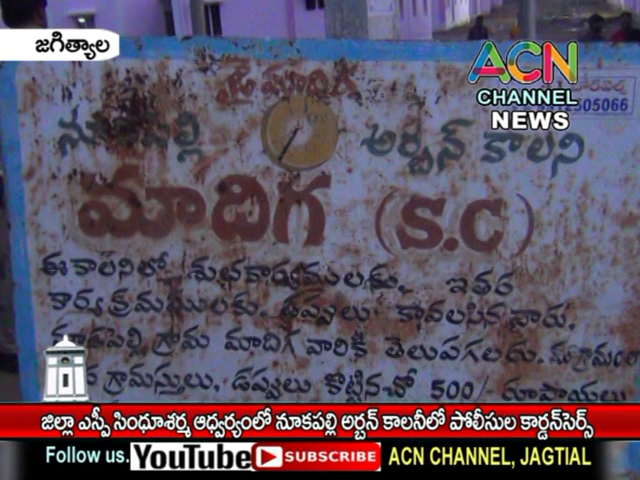 జగిత్యాల
ACN
CHANNEL
NEWS
జై మాదిగ
నూకపల్లి అర్బన్ కాలని
మాదిగ (S.C)
ఈ కాలనిలో శుభకార్యములకు, ఇతర
కార్యక్రమములకు. డప్పులు కావలసిన వారు.
గ్రామ మాదిగ వారికి తెలుపగలరు.
గ్రామస్తులు, డప్పులు కొట్టినచో 500/- రూపాయలు
జిల్లా ఎస్పీ సింధూశర్మ ఆధ్వర్యంలో నూకపల్లి అర్బన్ కాలనీలో పోలీసుల కార్డన్‌సెర్చ్
Follow us. YouTube SUBSCRIBE ACN CHANNEL, JAGTIAL